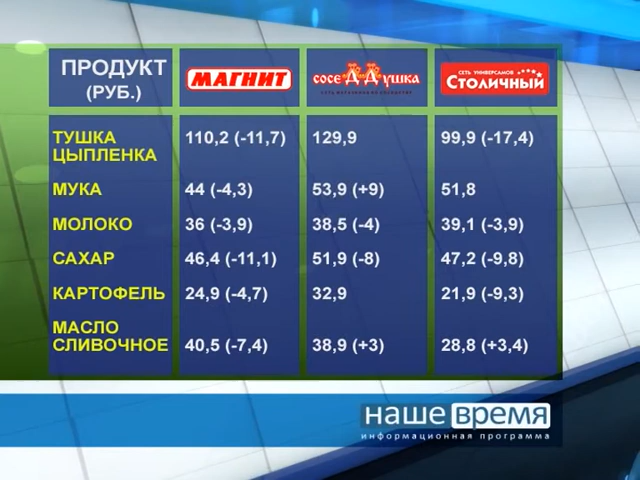 ПРОДУКТ
(РУБ.)
МАГНИТ
сосеДДушка
СЕТЬ УНИВЕРСАМОВ
СТОЛИЧНЫЙ
ТУШКА
ЦЫПЛЕНКА
110,2 (-11,7)
129,9
99,9 (-17,4)
МУКА
44 (-4,3)
53,9 (+9)
51,8
МОЛОКО
36 (-3,9)
38,5 (-4)
39,1 (-3,9)
САХАР
46,4 (-11,1)
51,9 (-8)
47,2 (-9,8)
КАРТОФЕЛЬ
24,9 (-4,7)
32,9
21,9 (-9,3)
МАСЛО
СЛИВОЧНОЕ
40,5 (-7,4)
38,9 (+3)
28,8 (+3,4)
наше время
информационная программа